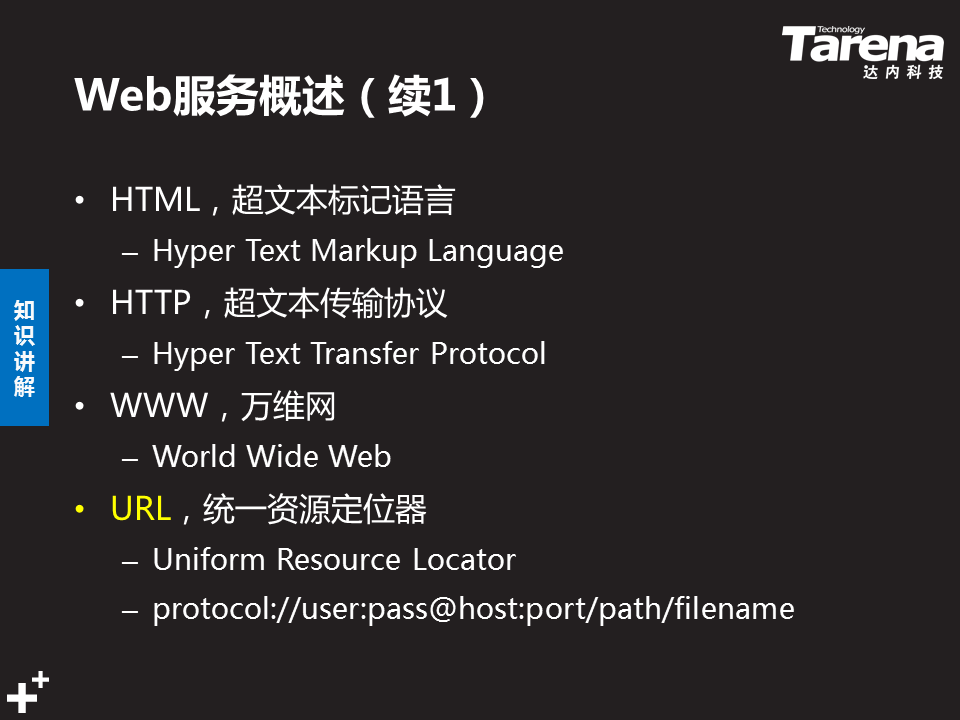 Technology
Tarena
达内科技
Web服务概述（续1）
• HTML，超文本标记语言
– Hyper Text Markup Language
• HTTP，超文本传输协议
– Hyper Text Transfer Protocol
• WWW，万维网
– World Wide Web
• URL，统一资源定位器
– Uniform Resource Locator
– protocol://user:pass@host:port/path/filename
知识讲解